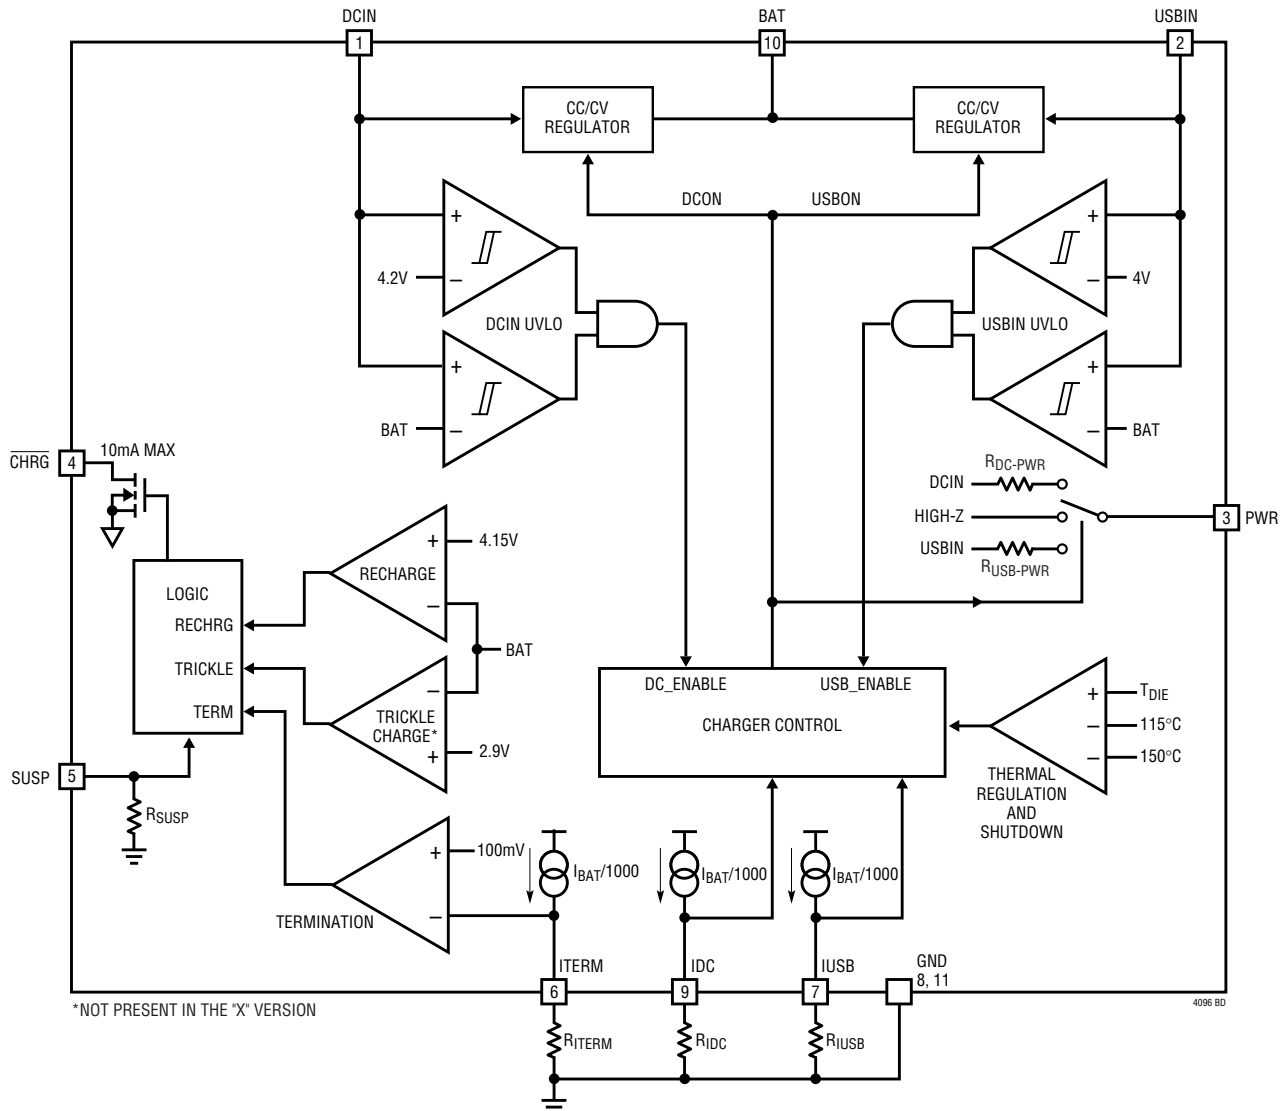 DCIN
BAT
USBIN
1
10
2
CC/CV
REGULATOR
CC/CV
REGULATOR
DCON
USBON
+
+
4.2V
–
–
4V
DCIN UVLO
USBIN UVLO
+
+
BAT
–
–
BAT
CHRG
4
10mA MAX
DCIN
RDC-PWR
HIGH-Z
3
PWR
USBIN
RUSB-PWR
+
4.15V
RECHARGE
–
LOGIC
RECHRG
TRICKLE
TERM
BAT
–
TRICKLE
CHARGE*
+
2.9V
DC_ENABLE
USB_ENABLE
CHARGER CONTROL
+
TDIE
–
115°C
–
150°C
THERMAL
REGULATION
AND
SHUTDOWN
SUSP
5
RSUSP
+
100mV
–
TERMINATION
IBAT/1000
IBAT/1000
IBAT/1000
ITERM
IDC
IUSB
GND
8, 11
6
9
7
*NOT PRESENT IN THE "X" VERSION
4096 BD
RITERM
RIDC
RIUSB